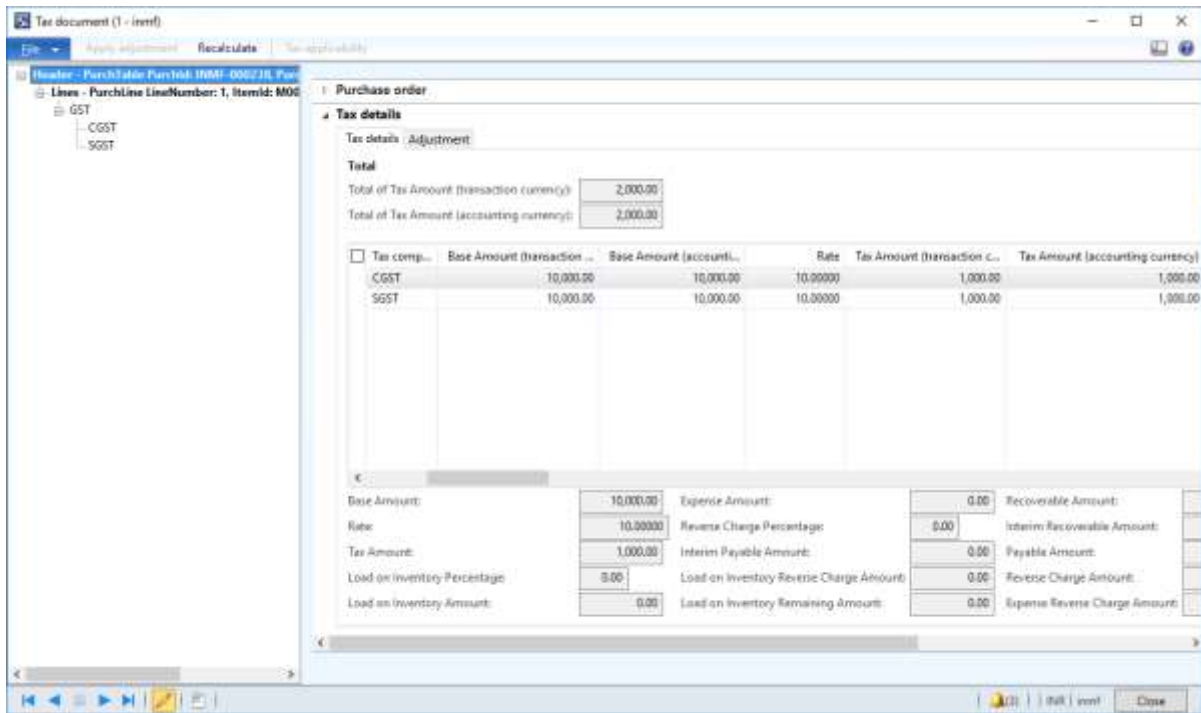 Tax document (1 - inmf)
File
Apply adjustment
Recalculate
Tax applicability
Header - PurchTable PurchId: INMF-000238, Purc
Lines - PurchLine LineNumber: 1, ItemId: M00
GST
CGST
SGST
Purchase order
Tax details
Tax details
Adjustment
Total
Total of Tax Amount (transaction currency): 2,000.00
Total of Tax Amount (accounting currency): 2,000.00
Tax comp... Base Amount (transaction ... Base Amount (accounti... Rate Tax Amount (transaction c... Tax Amount (accounting currency)
CGST 10,000.00 10,000.00 10.00000 1,000.00 1,000.00
SGST 10,000.00 10,000.00 10.00000 1,000.00 1,000.00
Base Amount: 10,000.00 Expense Amount: 0.00 Recoverable Amount:
Rate: 10.00000 Reverse Charge Percentage: 0.00 Interim Recoverable Amount:
Tax Amount: 1,000.00 Interim Payable Amount: 0.00 Payable Amount:
Load on Inventory Percentage: 0.00 Load on Inventory Reverse Charge Amount: 0.00 Reverse Charge Amount:
Load on Inventory Amount: 0.00 Load on Inventory Remaining Amount: 0.00 Expense Reverse Charge Amount:
INR inmf Close